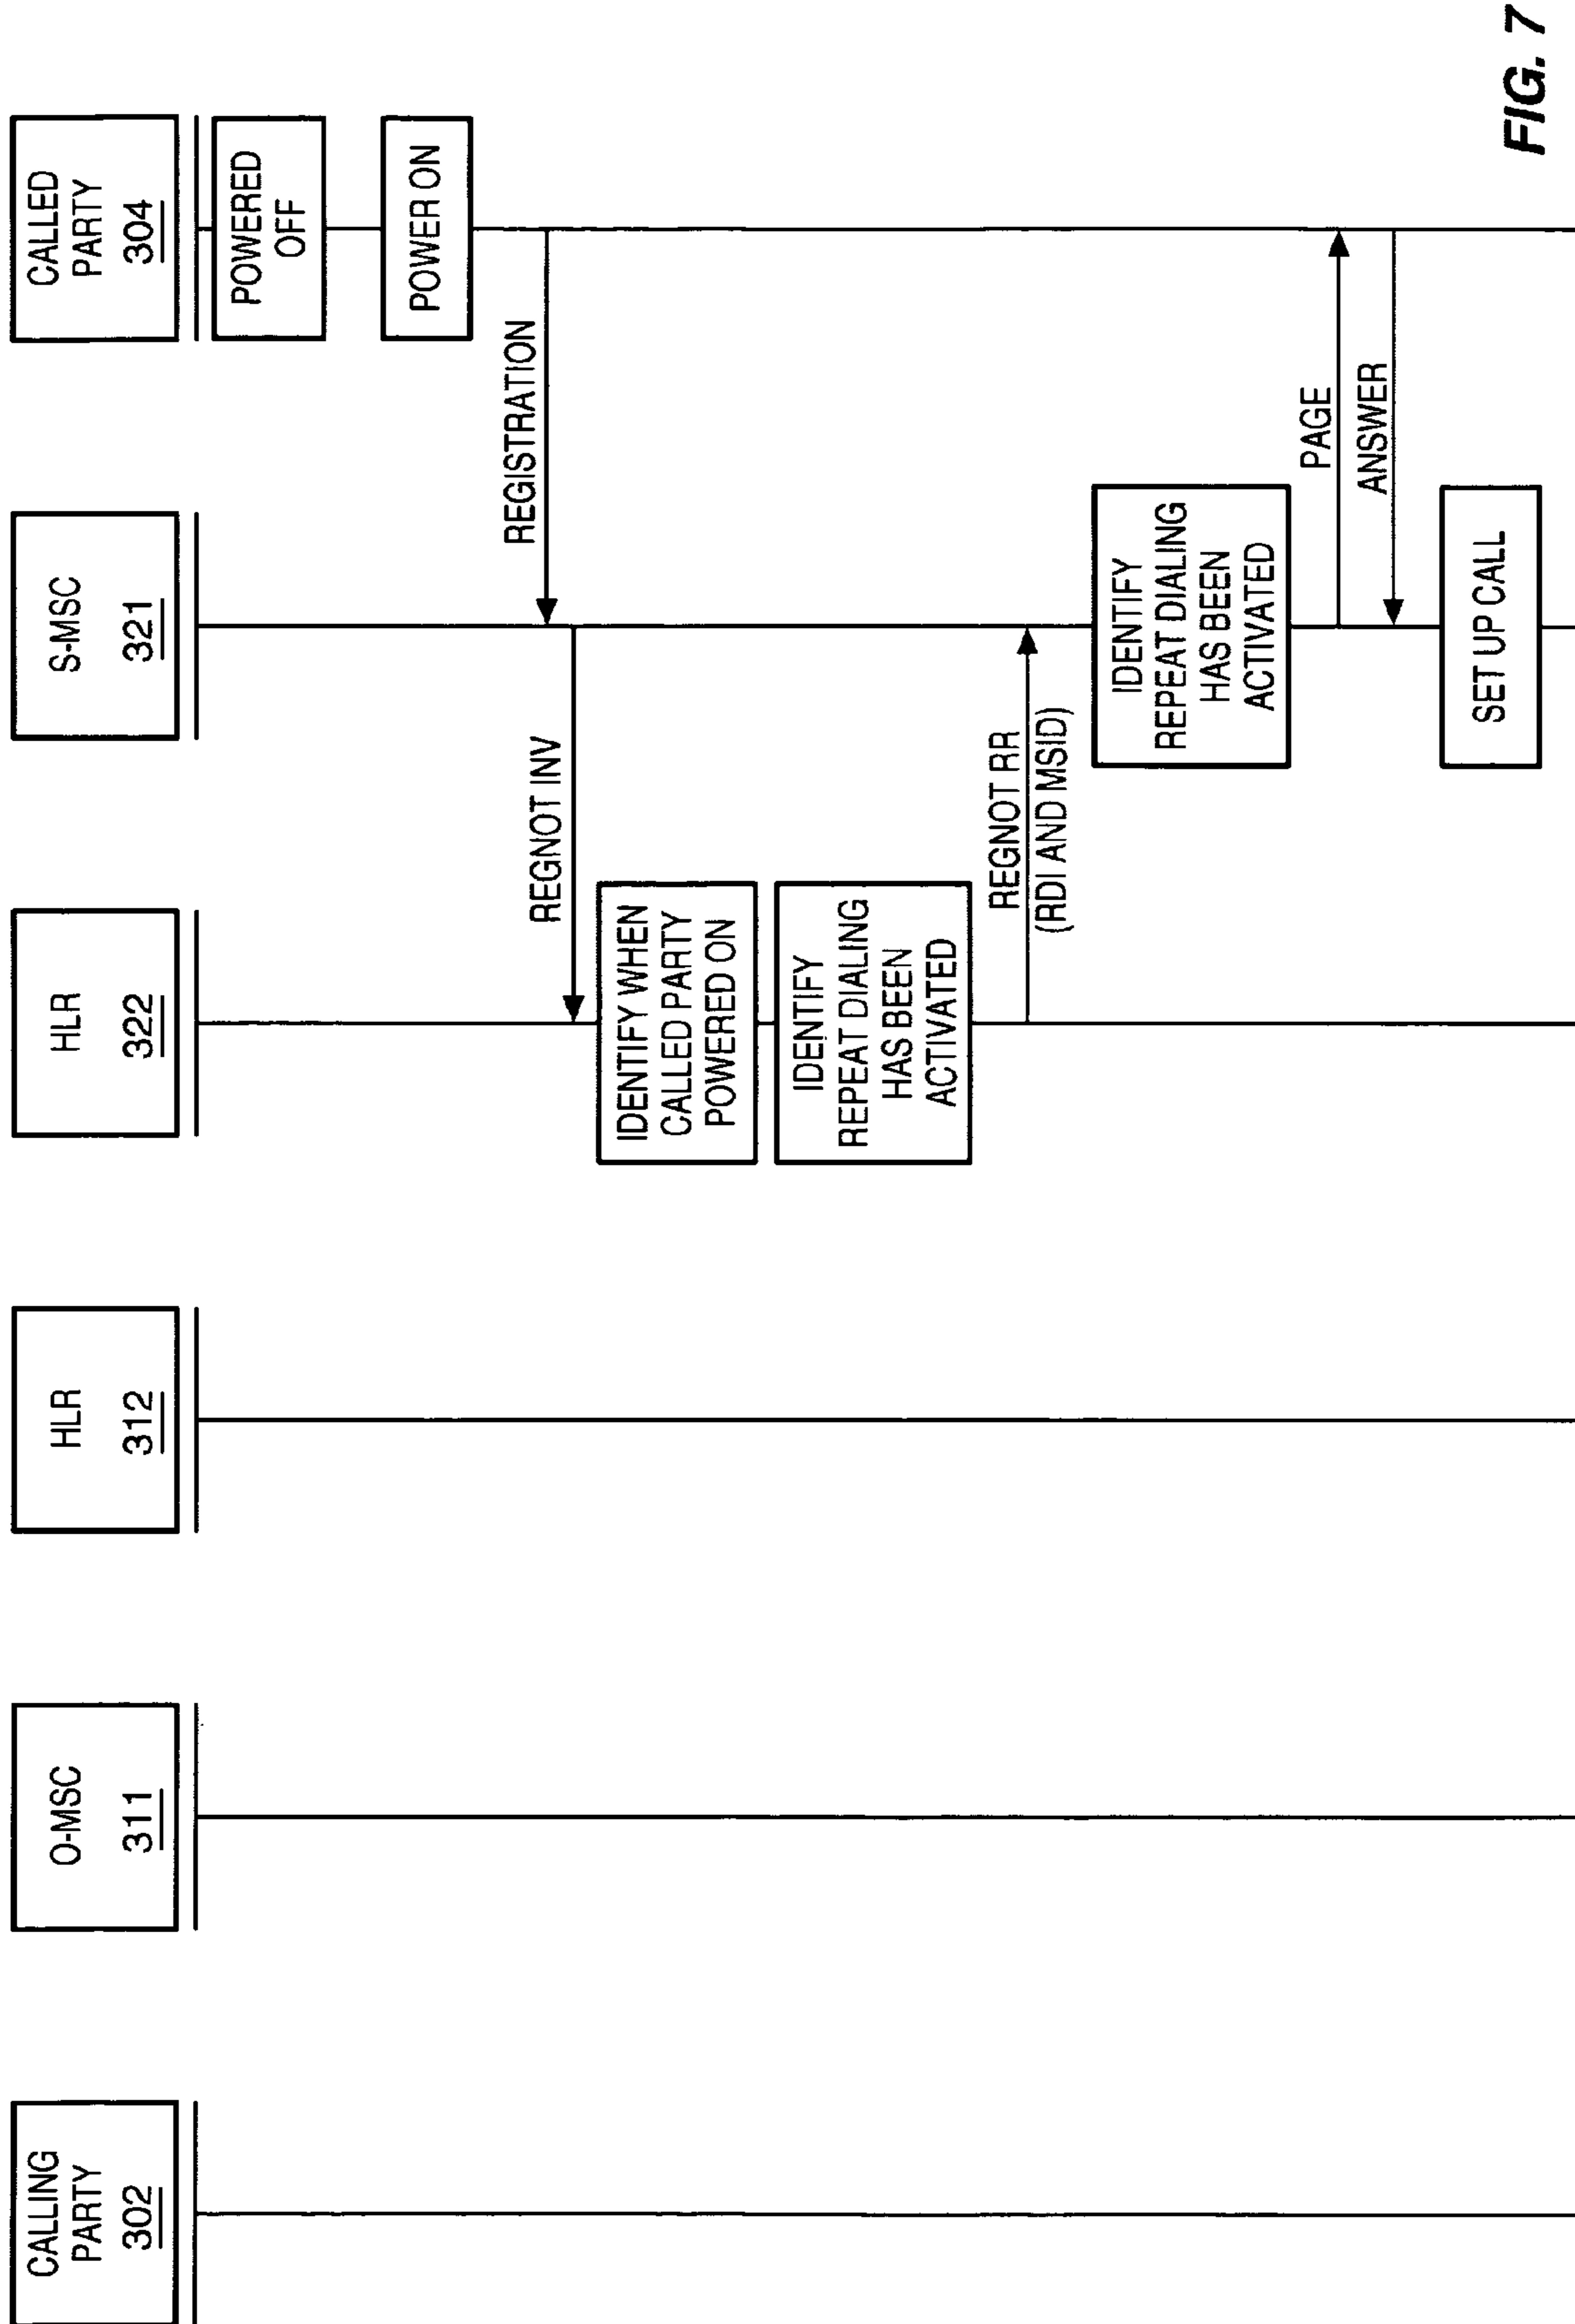 CALLING
PARTY
302
O-MSC
311
HLR
312
HLR
322
S-MSC
321
CALLED
PARTY
304
POWERED
OFF
POWER ON
REGISTRATION
REGNOT INV
IDENTIFY WHEN
CALLED PARTY
POWERED ON
IDENTIFY
REPEAT DIALING
HAS BEEN
ACTIVATED
REGNOT RR
(RDI AND MSID)
IDENTIFY
REPEAT DIALING
HAS BEEN
ACTIVATED
PAGE
ANSWER
SET UP CALL
FIG. 7